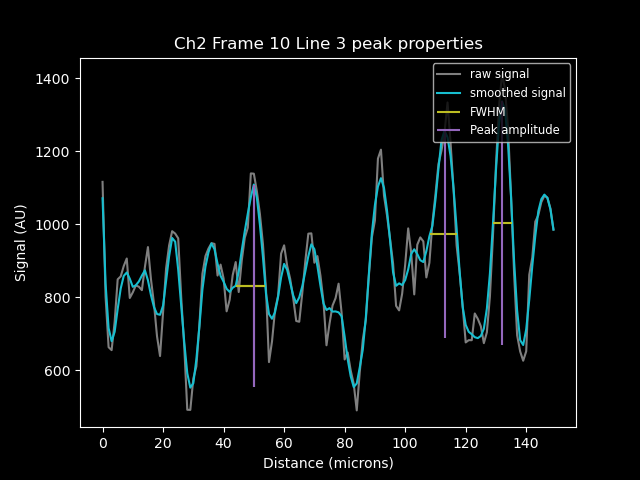 Ch2 Frame 10 Line 3 peak properties
raw signal
smoothed signal
FWHM
Peak amplitude
1400
1200
1000
800
600
Signal (AU)
0 20 40 60 80 100 120 140
Distance (microns)